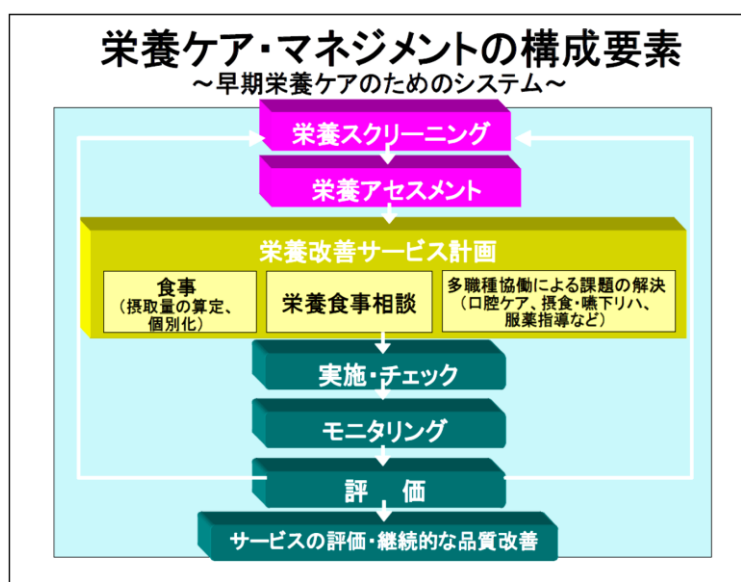 栄養ケア・マネジメントの構成要素
～早期栄養ケアのためのシステム～
栄養スクリーニング
栄養アセスメント
栄養改善サービス計画
食事
（摂取量の算定、
個別化）
栄養食事相談
多職種協働による課題の解決
（口腔ケア、摂食・嚥下リハ、
服薬指導など）
実施・チェック
モニタリング
評　価
サービスの評価・継続的な品質改善